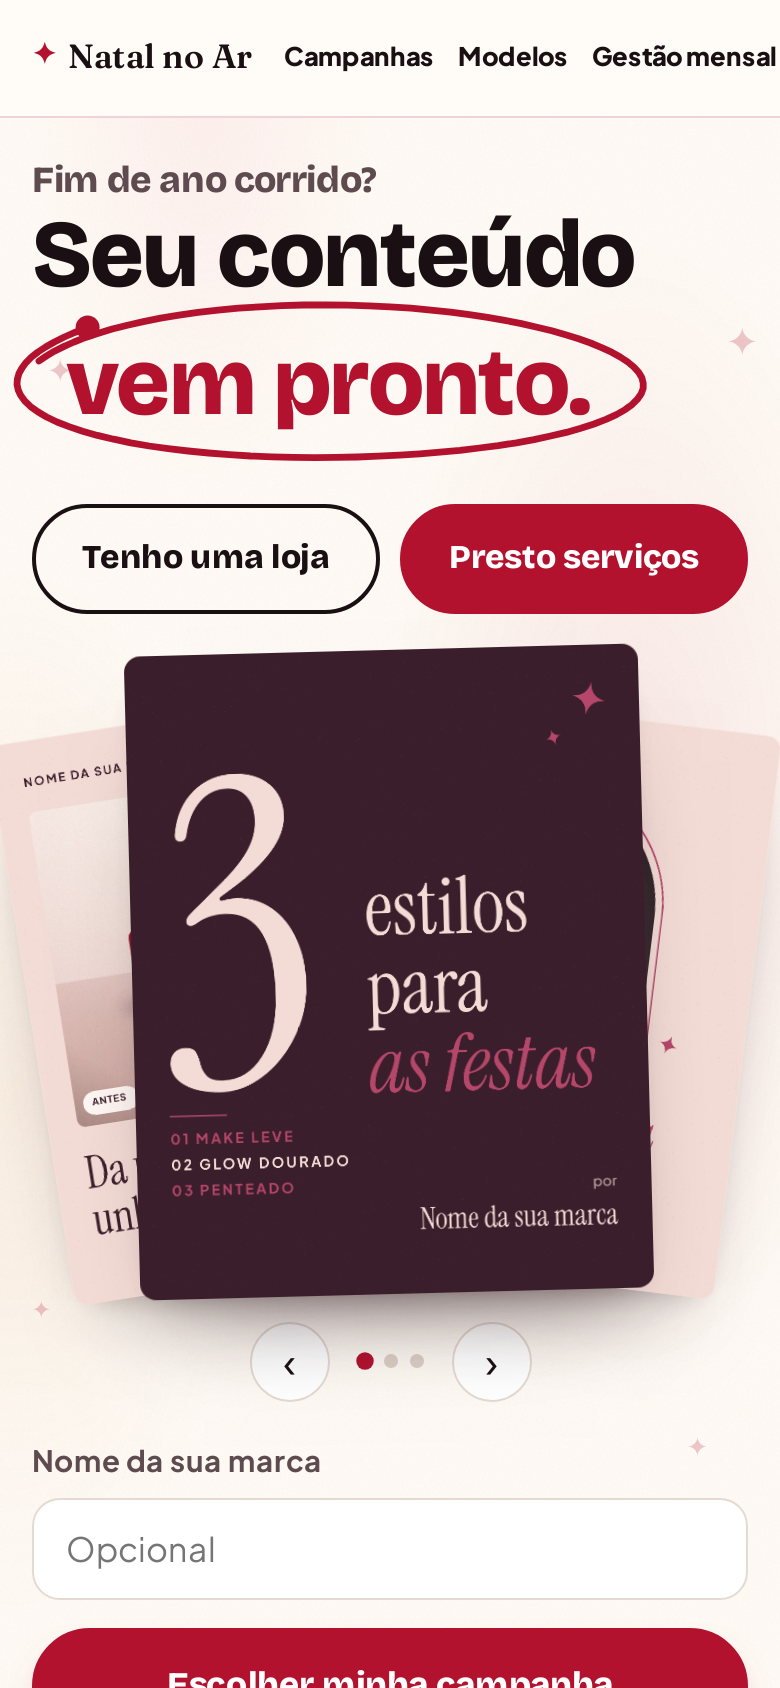 Natal no Ar Campanhas Modelos Gestão mensal
Fim de ano corrido?
Seu conteúdo
vem pronto.
Tenho uma loja Presto serviços
NOME DA SUA
ANTES
Da
3
estilos
para
as festas
01 MAKE LEVE
02 GLOW DOURADO
03 PENTEADO
por
Nome da sua marca
Nome da sua marca
Opcional
Escolher minha campanha